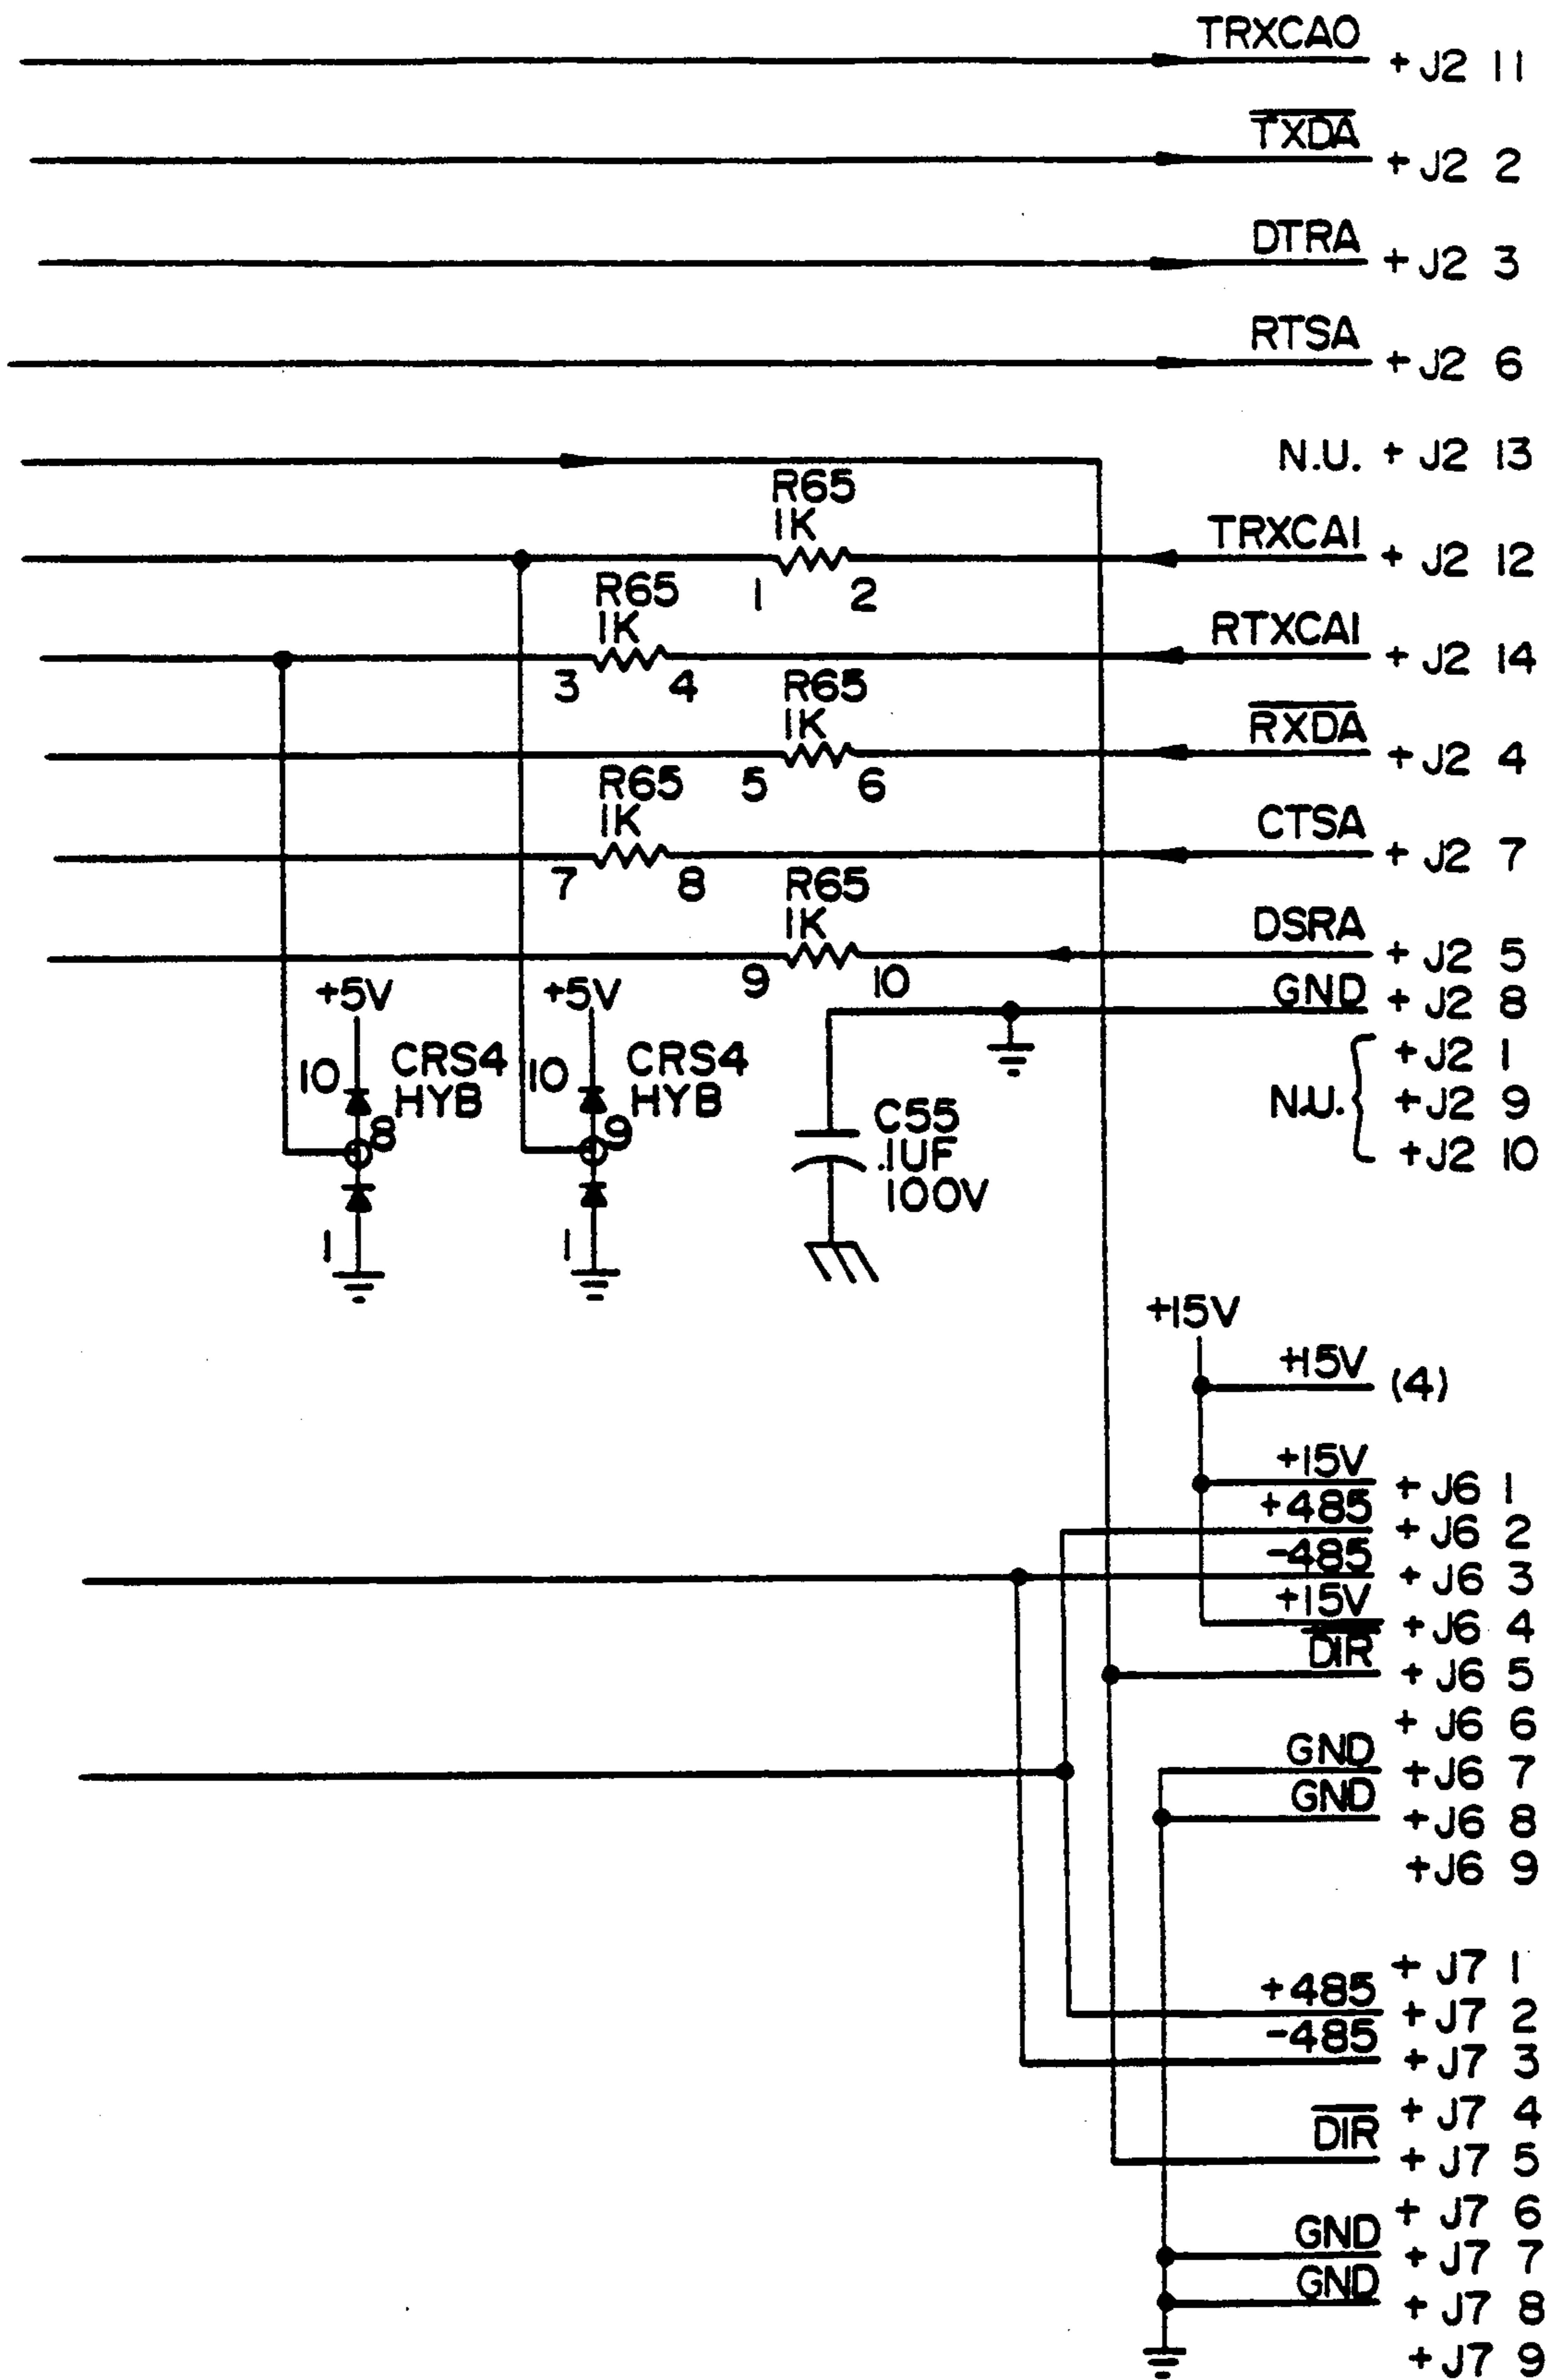 TRXCAO
+ J2 11
TXDA
+ J2 2
DTRA
+ J2 3
RTSA
+ J2 6
N.U. + J2 13
R65
1K
TRXCA1
+ J2 12
1 2
R65
1K
RTXCA1
+ J2 14
3 4
R65
1K
RXDA
+ J2 4
5 6
R65
1K
CTSA
+ J2 7
7 8
R65
1K
DSRA
+ J2 5
9 10
GND + J2 8
+5V
10
CRS4
HYB
8
1
+5V
10
CRS4
HYB
9
1
C55
.1UF
100V
N.U.
+J2 1
+J2 9
+J2 10
+15V
+15V (4)
+15V
+ J6 1
+485
+ J6 2
-485
+ J6 3
+15V
+ J6 4
DIR
+ J6 5
+ J6 6
GND
+J6 7
GND
+J6 8
+J6 9
+ J7 1
+485
+ J7 2
-485
+ J7 3
+ J7 4
DIR
+ J7 5
+ J7 6
GND
+ J7 7
GND
+ J7 8
+ J7 9